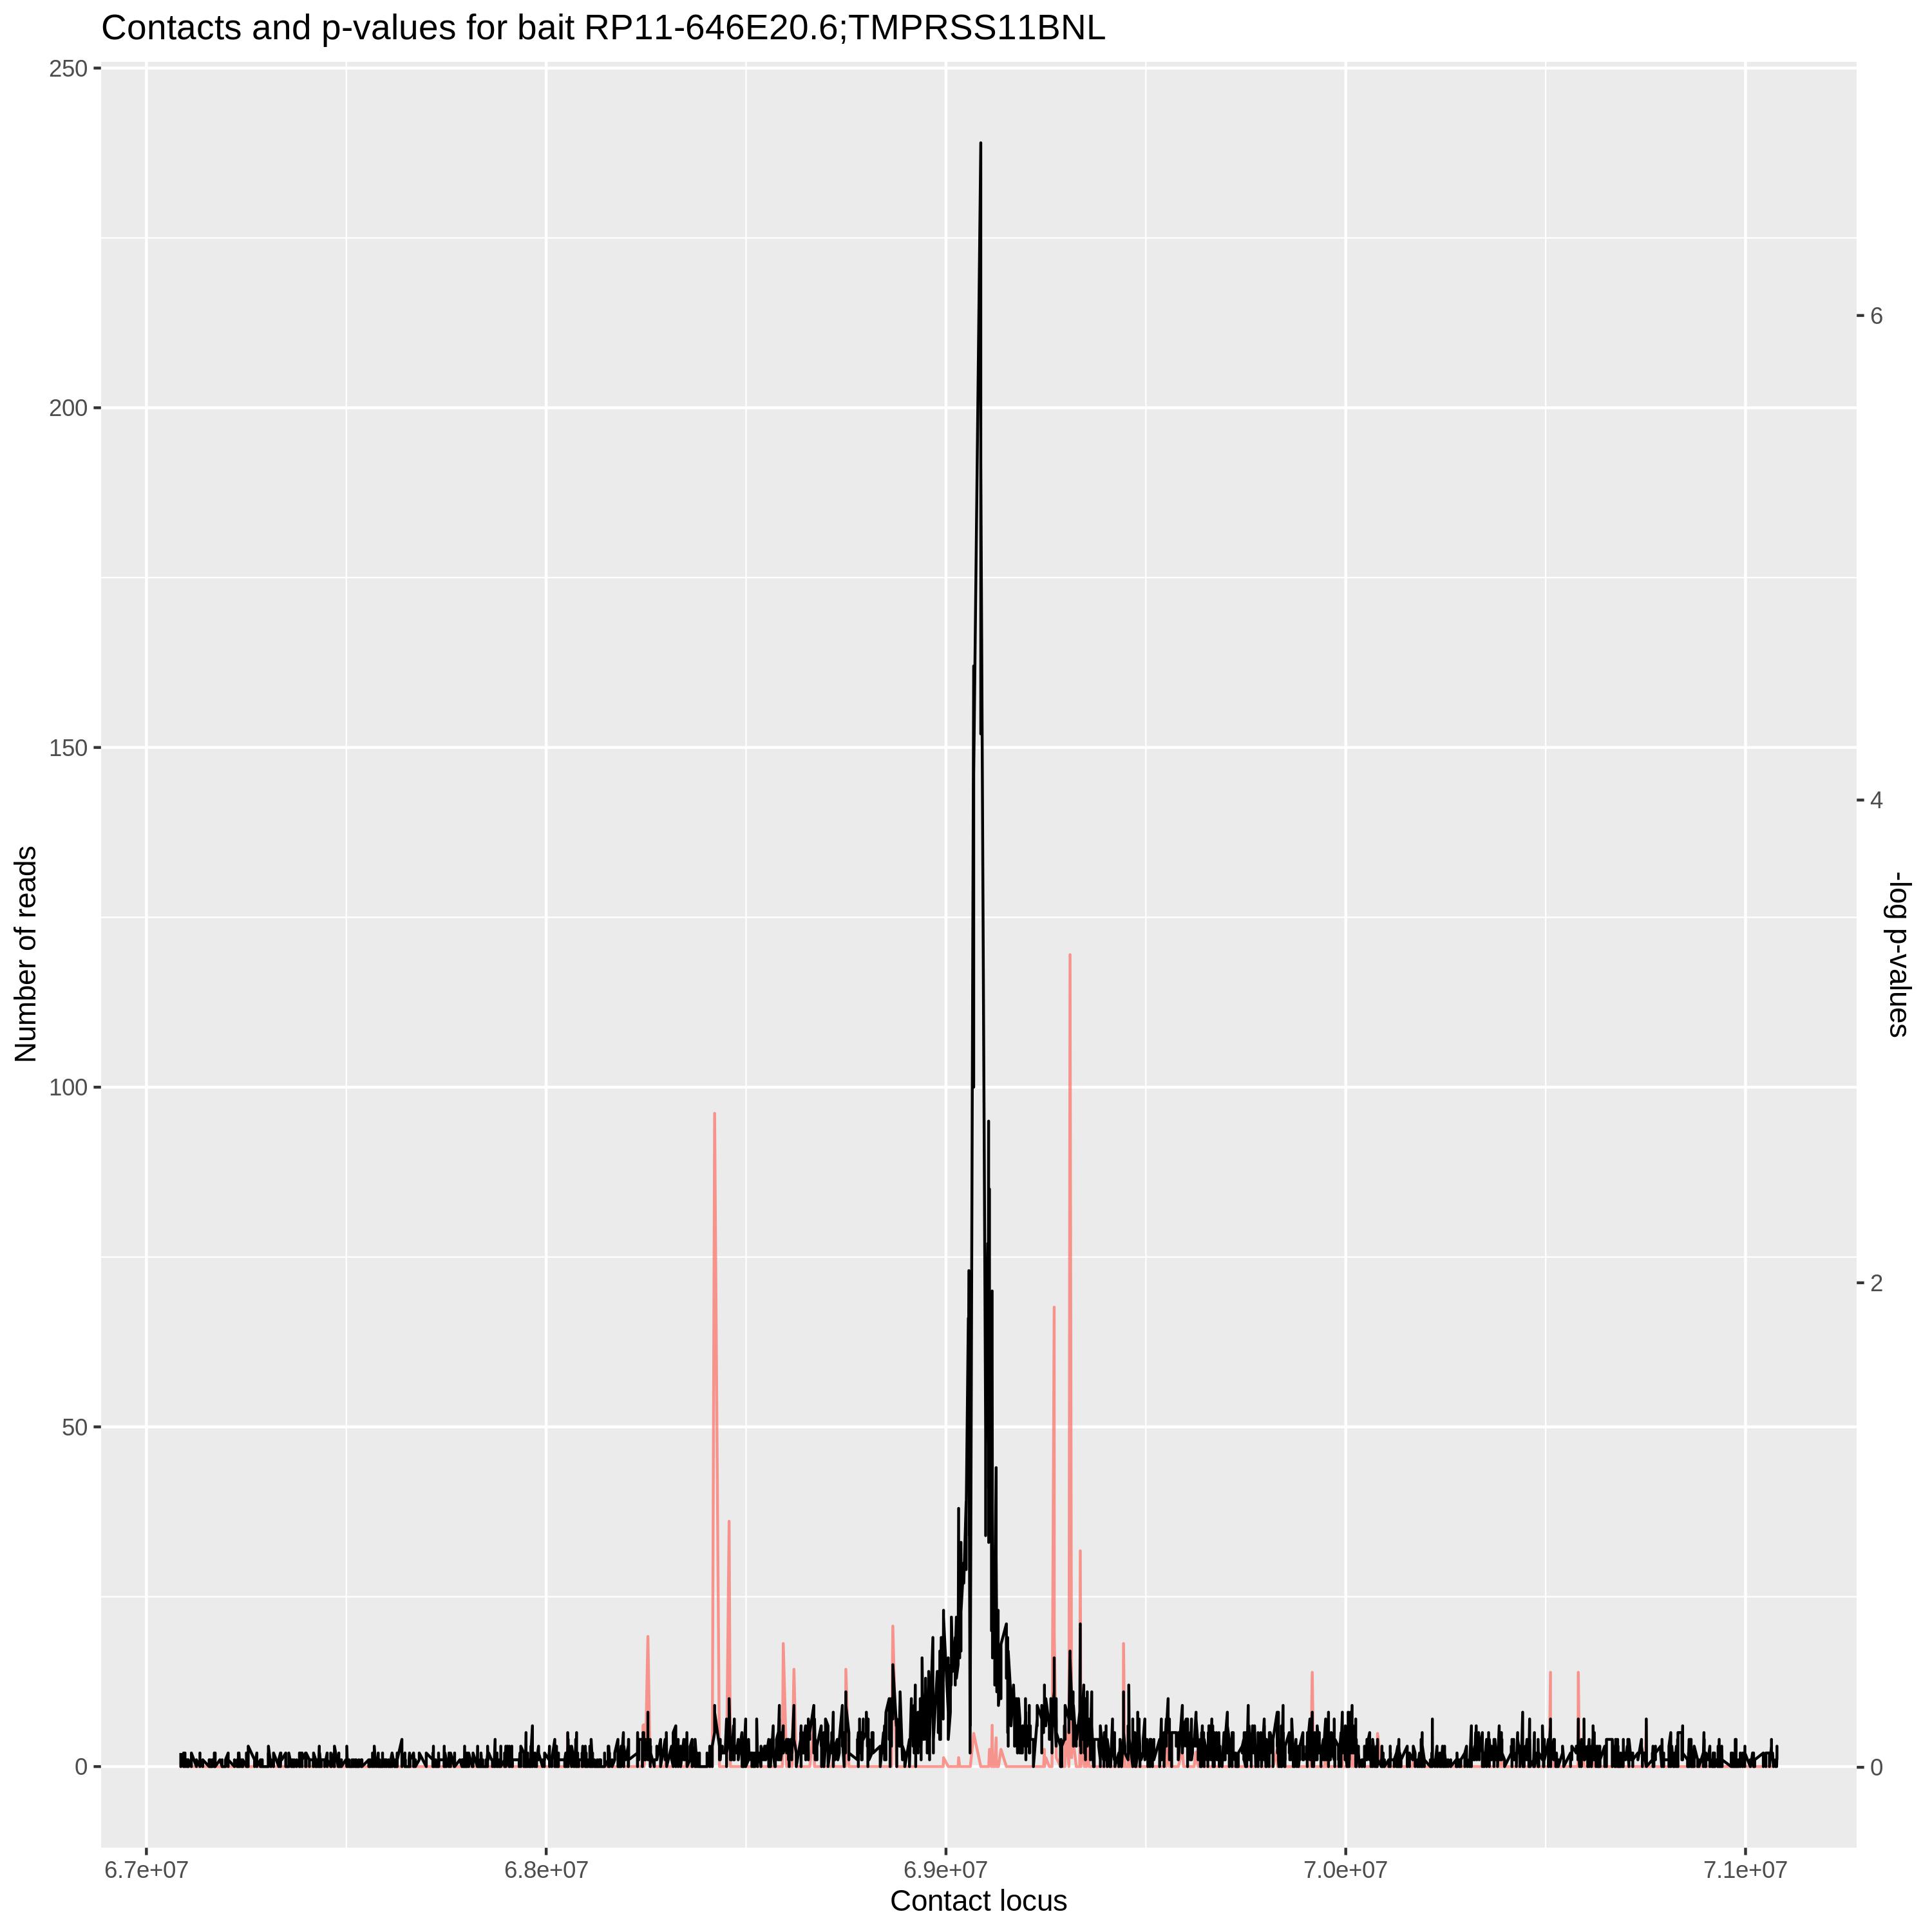 Contacts and p-values for bait RP11-646E20.6;TMPRSS11BNL
250
200
150
100
50
0
Number of reads
6
4
2
0
-log p-values
6.7e+07
6.8e+07
6.9e+07
7.0e+07
7.1e+07
Contact locus